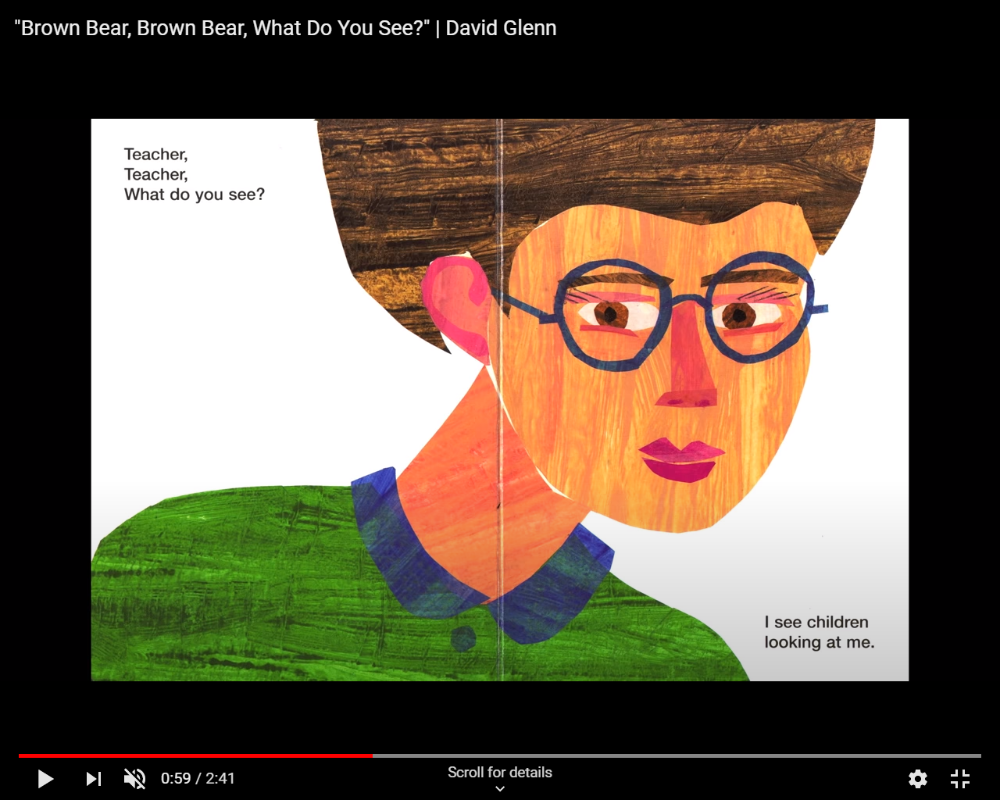 "Brown Bear, Brown Bear, What Do You See?" | David Glenn
Teacher,
Teacher,
What do you see?
I see children
looking at me.
0:59 / 2:41
Scroll for details